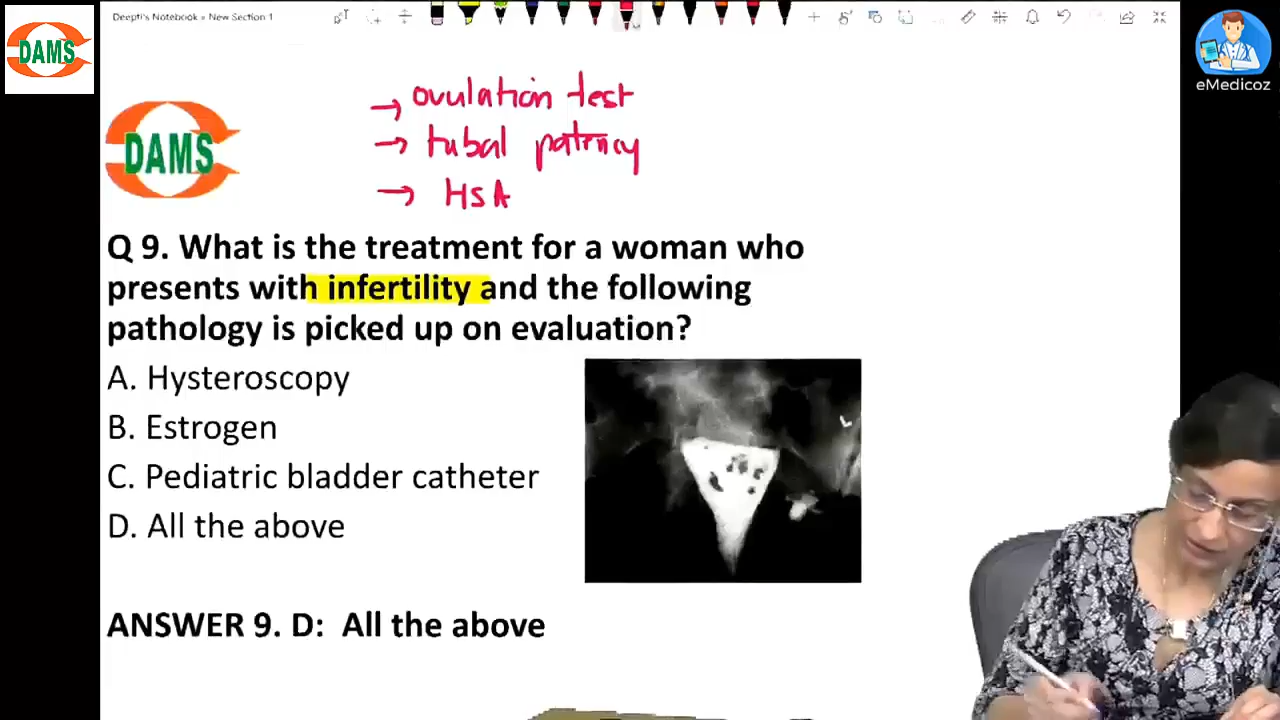 Deepti's Notebook » New Section 1
DAMS
eMedicoz
DAMS
→ ovulation test
→ tubal patency
→ HSA
Q 9. What is the treatment for a woman who
presents with infertility and the following
pathology is picked up on evaluation?
A. Hysteroscopy
B. Estrogen
C. Pediatric bladder catheter
D. All the above
ANSWER 9. D: All the above